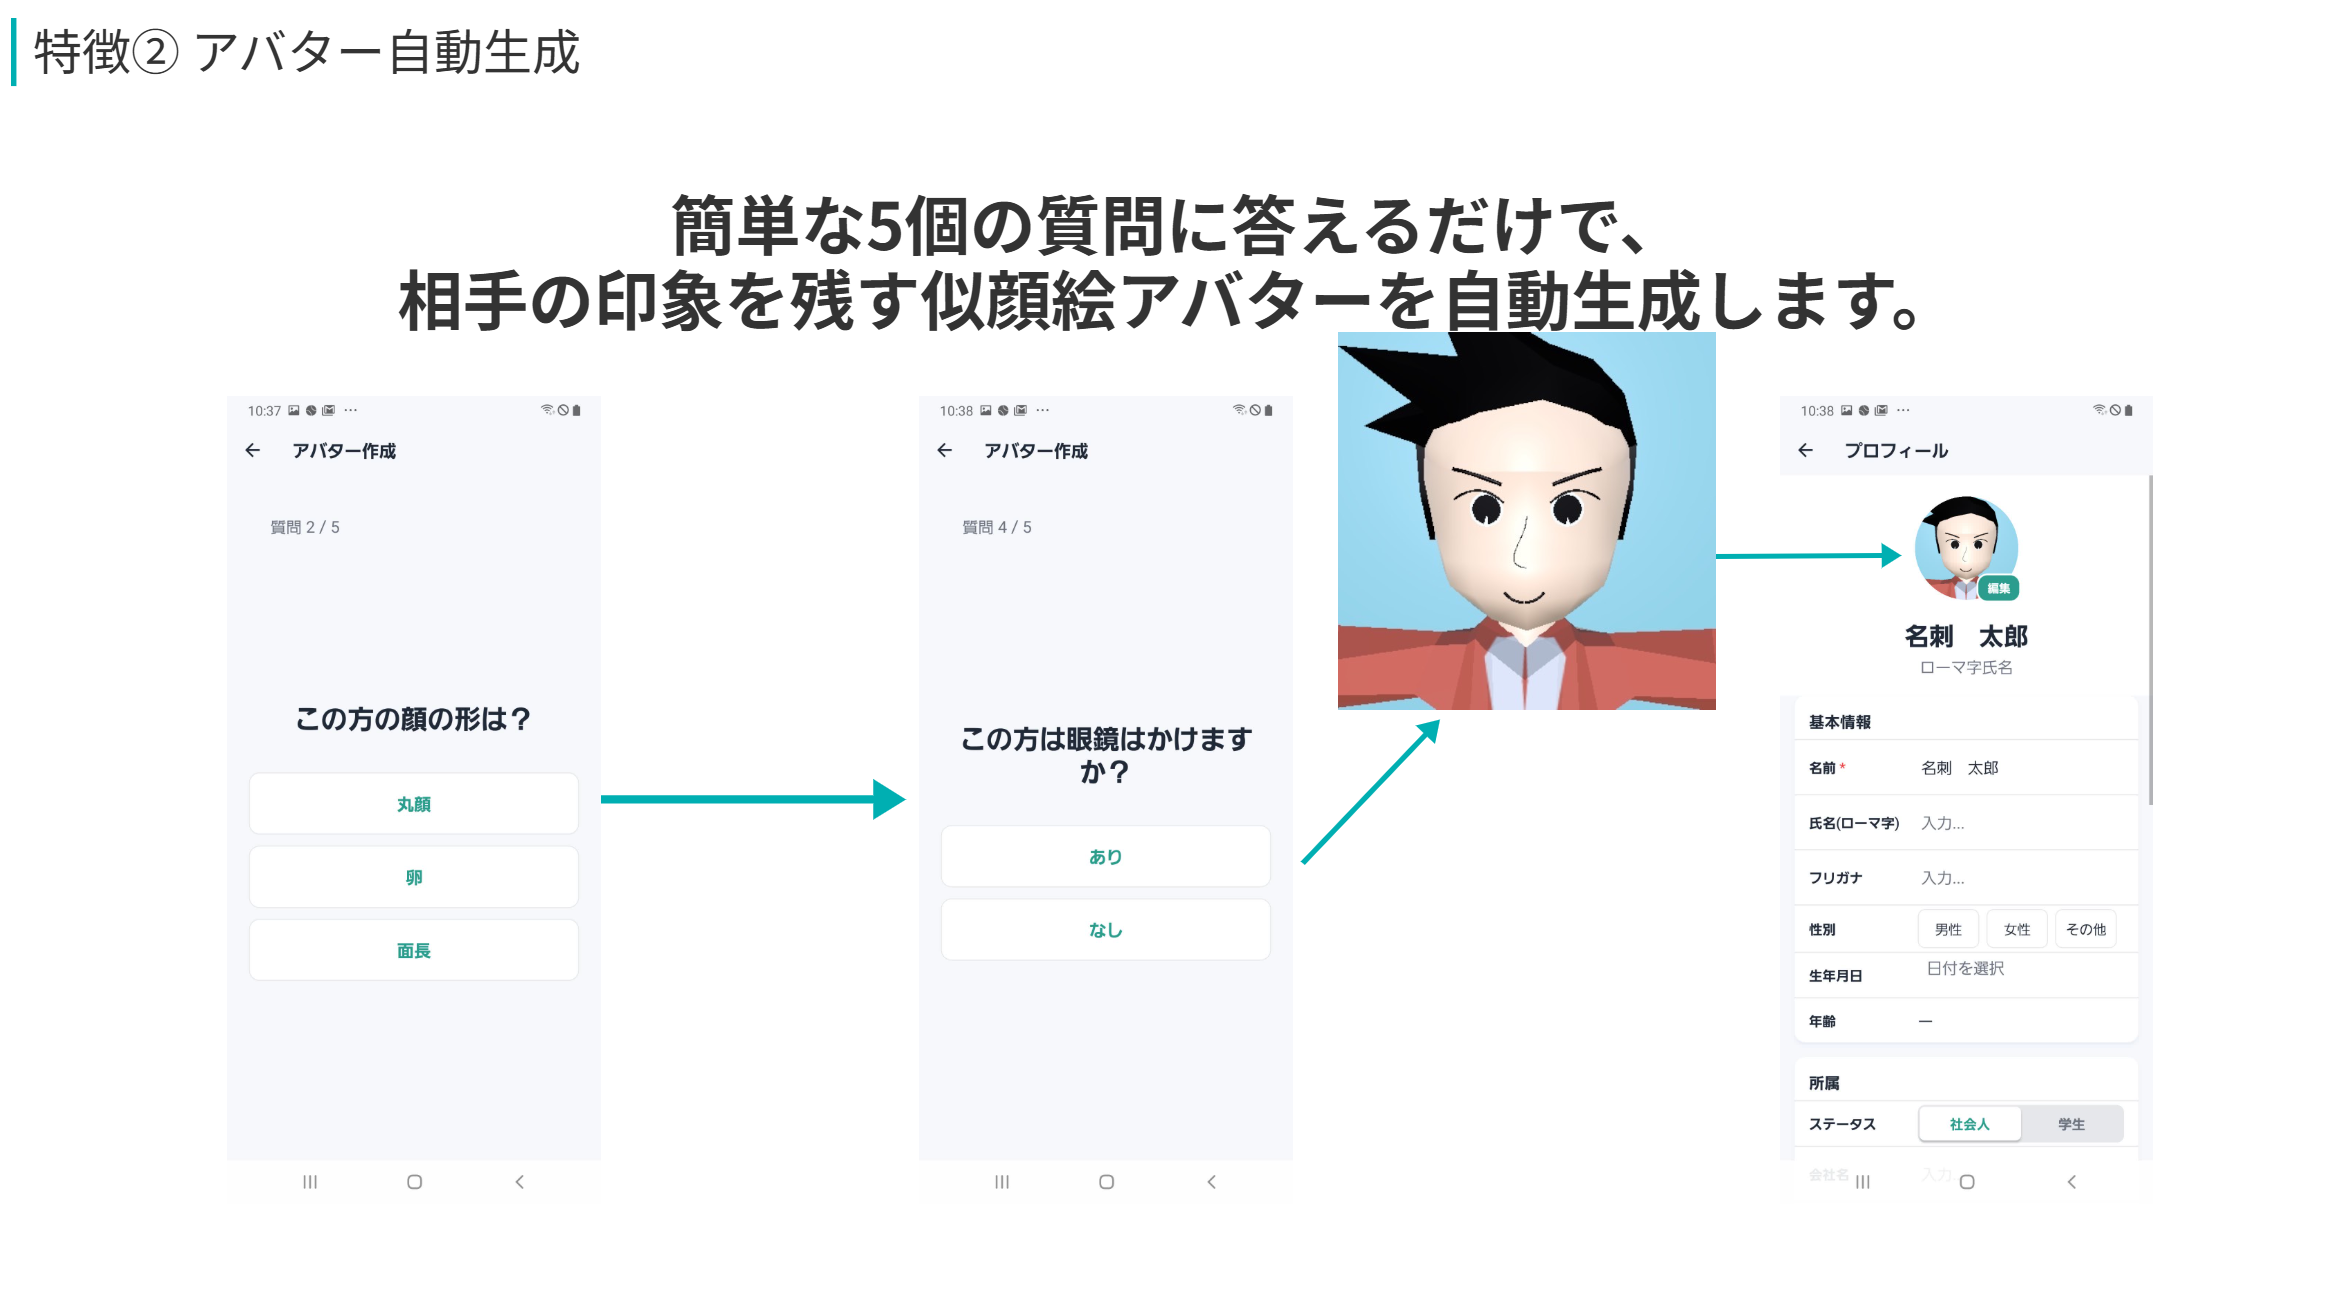 特徴② アバター自動生成
簡単な5個の質問に答えるだけで、
相手の印象を残す似顔絵アバターを自動生成します。
10:37
アバター作成
質問 2 / 5
この方の顔の形は？
丸顔
卵
面長
10:38
アバター作成
質問 4 / 5
この方は眼鏡はかけます
か？
あり
なし
10:38
プロフィール
編集
名刺　太郎
ローマ字氏名
基本情報
名前 * 名刺　太郎
氏名(ローマ字) 入力...
フリガナ 入力...
性別 男性 女性 その他
生年月日 日付を選択
年齢 —
所属
ステータス 社会人 学生
会社名 入力...